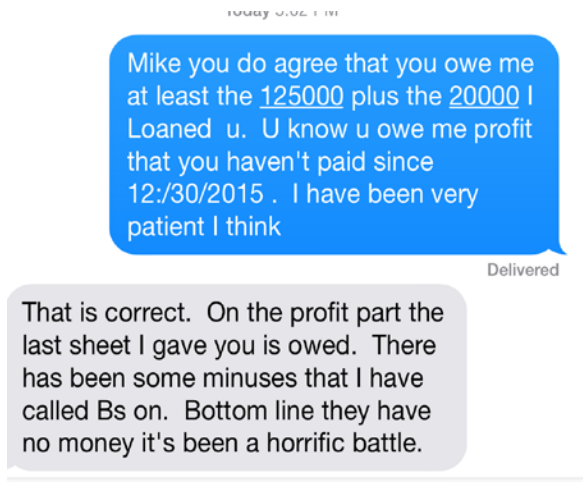 Mike you do agree that you owe me
at least the 125000 plus the 20000 I
Loaned  u.  U know u owe me profit
that you haven't paid since
12:/30/2015 .  I have been very
patient I think
Delivered
That is correct.  On the profit part the
last sheet I gave you is owed.  There
has been some minuses that I have
called Bs on.  Bottom line they have
no money it's been a horrific battle.